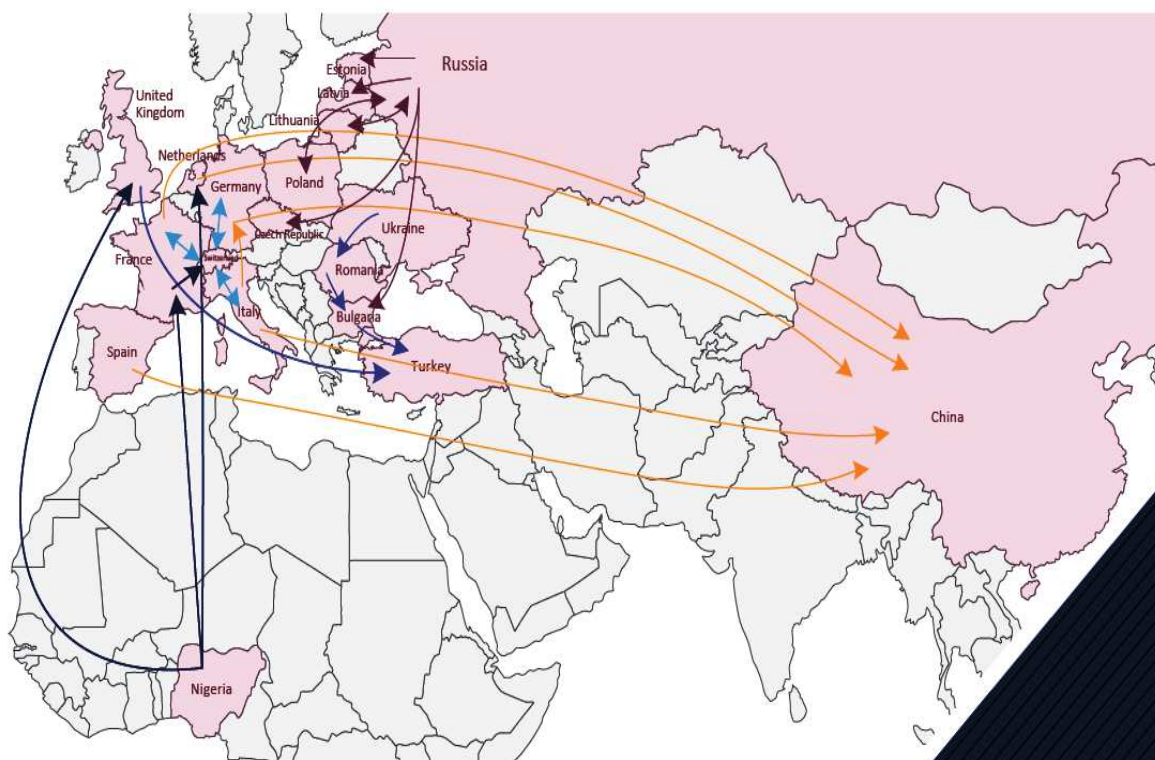 Russia
Estonia
Latvia
United
Kingdom
Lithuania
Netherlands
Germany
Poland
Ukraine
Czech Republic
France
Switzerland
Romania
Italy
Bulgaria
Spain
Turkey
China
Nigeria